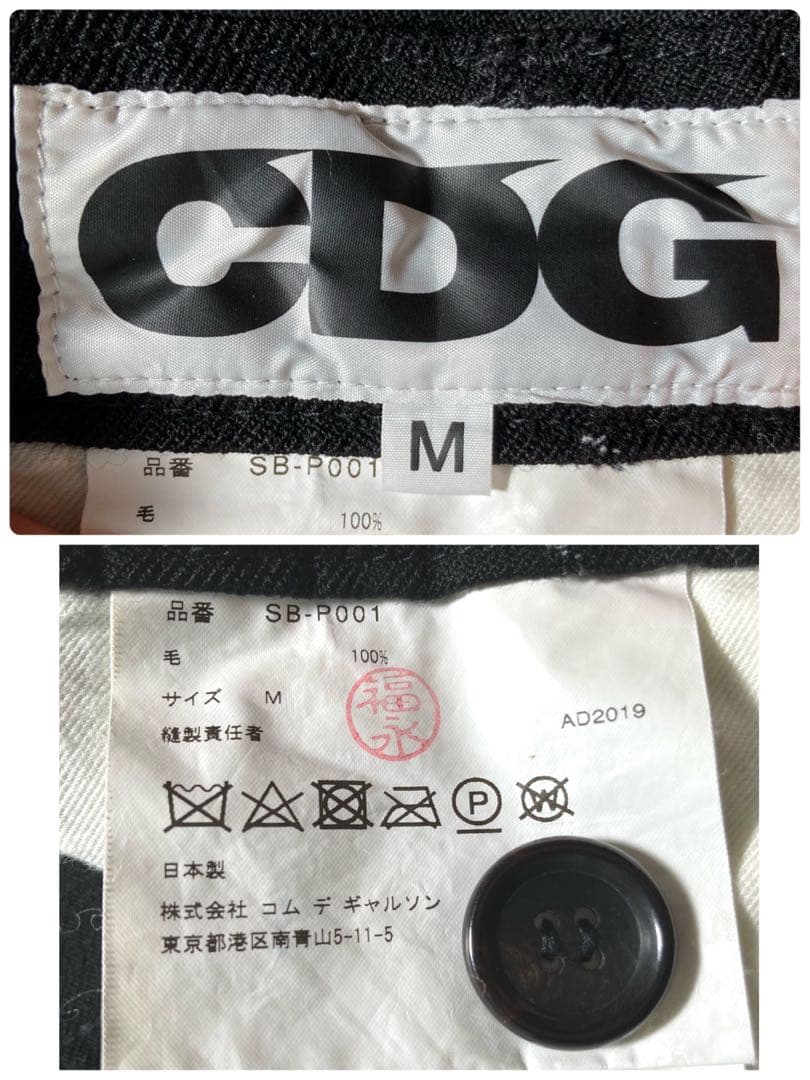 CDG
M
品番 SB-P001
毛 100%
品番 SB-P001
毛 100%
サイズ M
福永
縫製責任者
AD2019
P
W
日本製
株式会社 コム デ ギャルソン
東京都港区南青山5-11-5